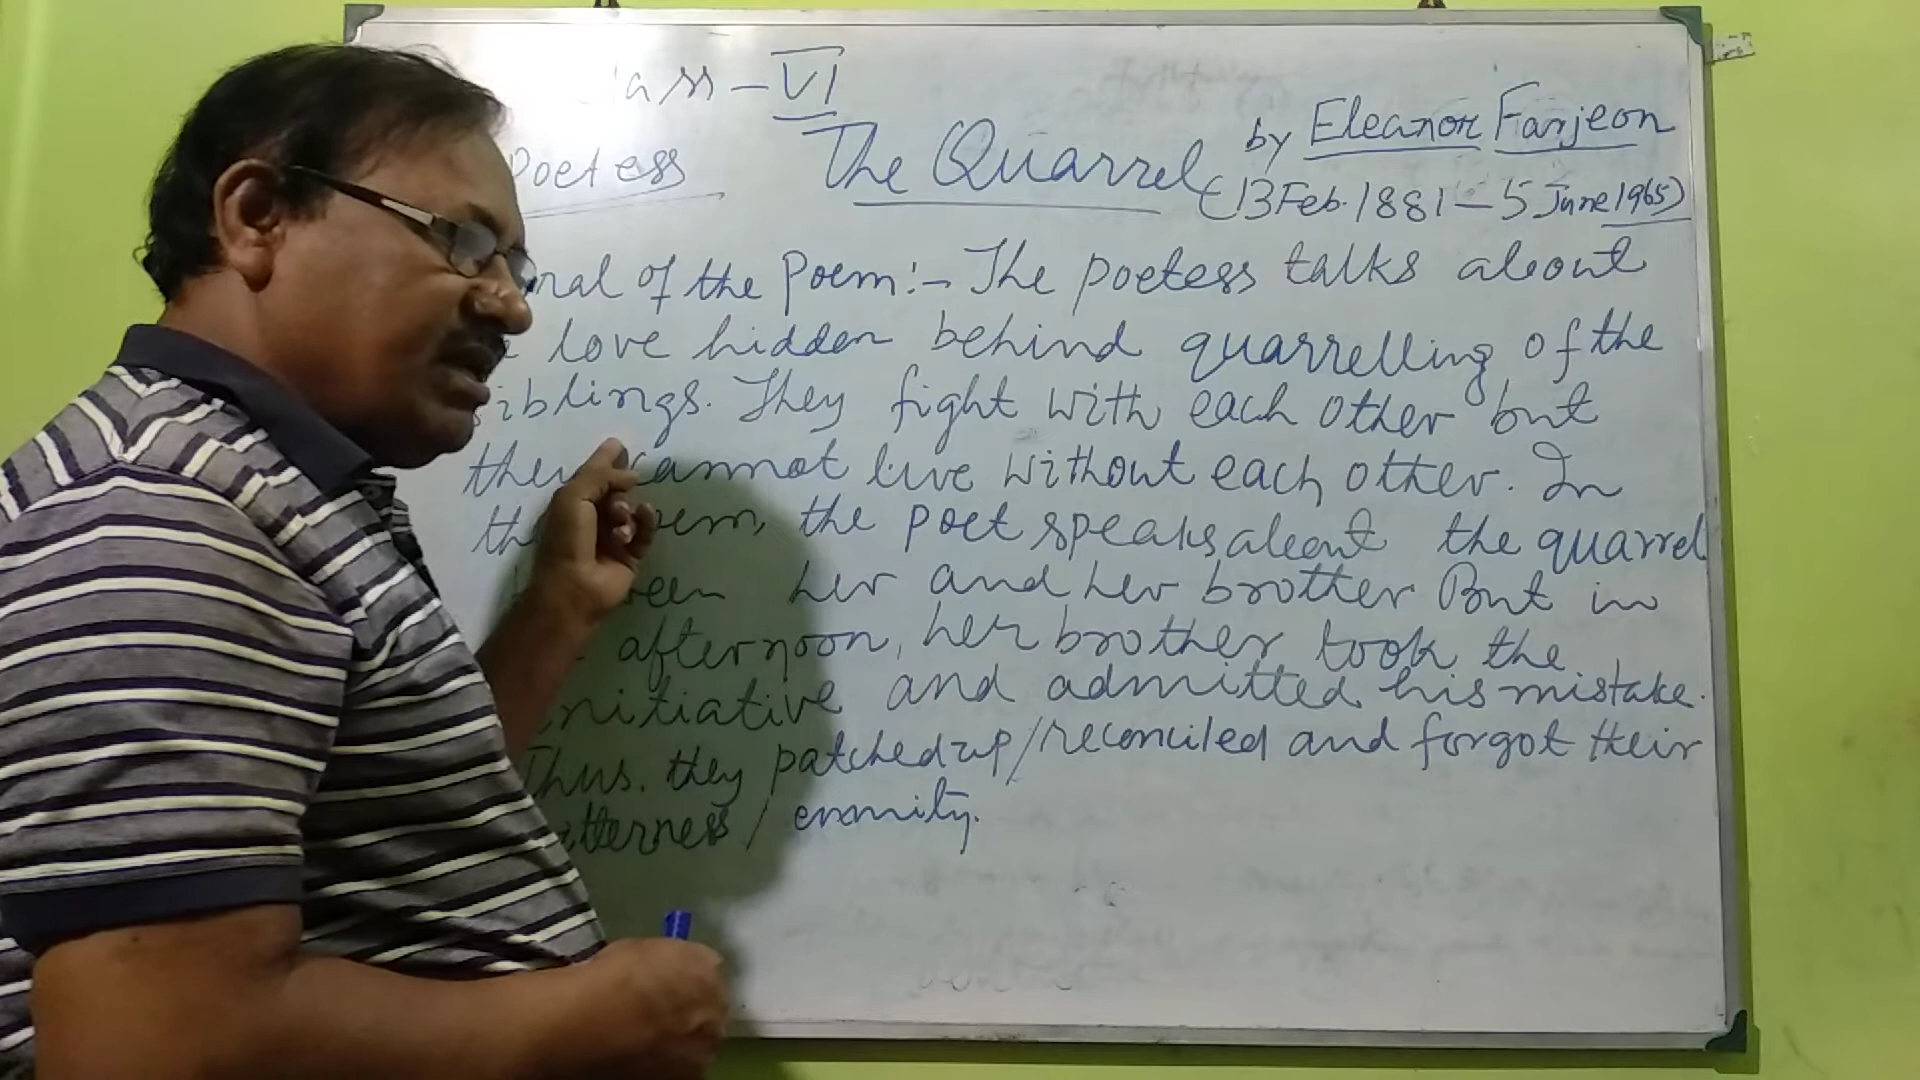 VI
by Eleanor Farjeon
Poetess The Quarrel (13 Feb. 1881 - 5 June 1965)
of the Poem:- The poetess talks about
love hidden behind quarrelling of the
siblings. They fight with each other but
they cannot live without each other. In
the poem, the poet speaks about the quarrel
her and her brother But in
afternoon, her brother took the
initiative and admitted his mistake.
Thus, they patched up/reconciled and forgot their
bitterness / enmity.